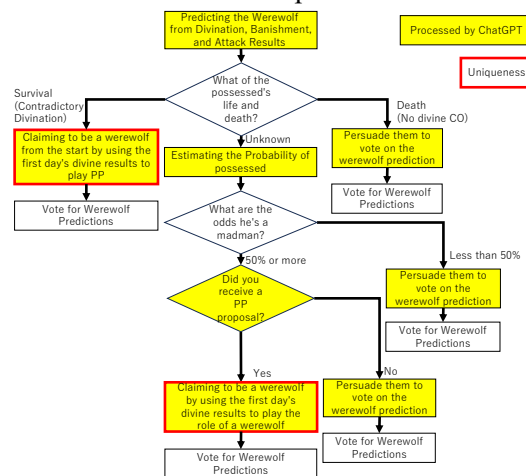 Predicting the Werewolf
from Divination, Banishment,
and Attack Results
Processed by ChatGPT
Uniqueness
What of the
possessed's
life and
death?
Survival
(Contradictory
Divination)
Death
(No divine CO)
Unknown
Claiming to be a werewolf
from the start by using the
first day's divine results to
play PP
Estimating the Probability of
possessed
Persuade them to
vote on the
werewolf prediction
Vote for Werewolf
Predictions
Vote for Werewolf
Predictions
What are the
odds he's a
madman?
50% or more
Less than 50%
Did you
receive a
PP
proposal?
Persuade them to
vote on the
werewolf prediction
Vote for Werewolf
Predictions
Yes
No
Claiming to be a werewolf
by using the first day's
divine results to play the
role of a werewolf
Persuade them to
vote on the
werewolf prediction
Vote for Werewolf
Predictions
Vote for Werewolf
Predictions